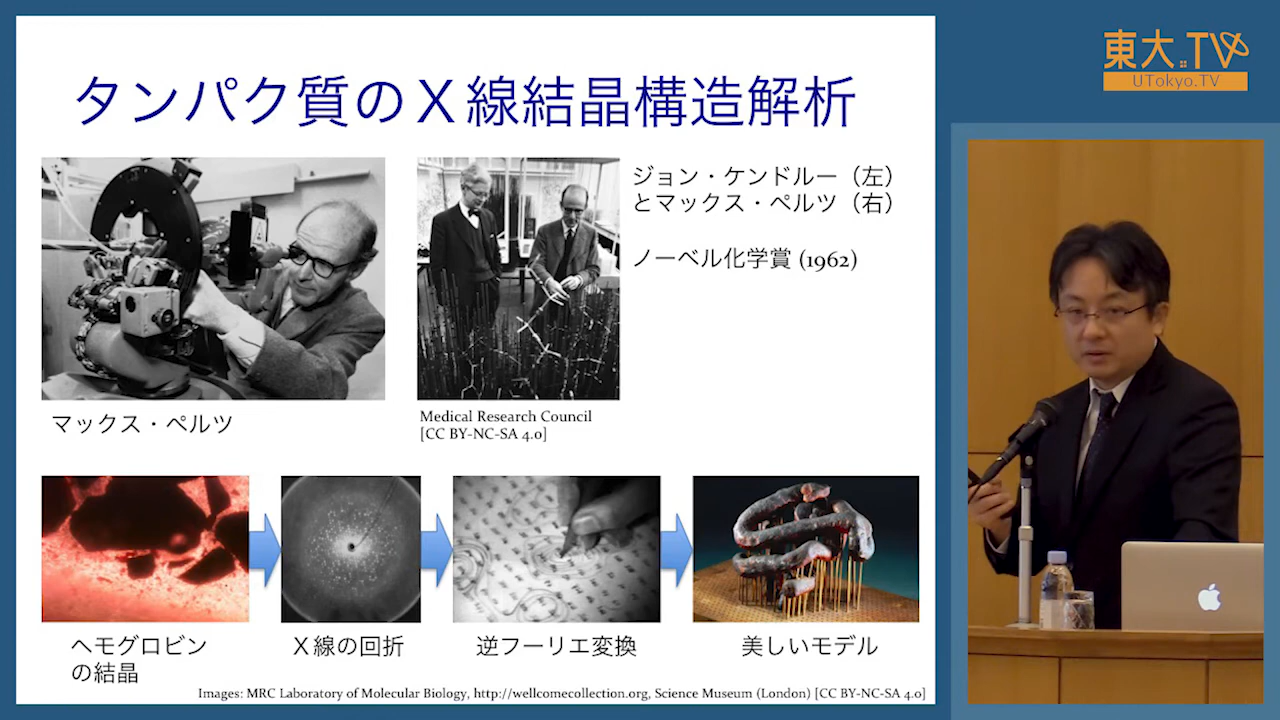 タンパク質のX線結晶構造解析
東大.TV
UTokyo.TV
ジョン・ケンドルー（左）
とマックス・ペルツ（右）
ノーベル化学賞 (1962)
マックス・ペルツ
Medical Research Council
[CC BY-NC-SA 4.0]
ヘモグロビン
の結晶
X線の回折
逆フーリエ変換
美しいモデル
Images: MRC Laboratory of Molecular Biology, http://wellcomecollection.org, Science Museum (London) [CC BY-NC-SA 4.0]